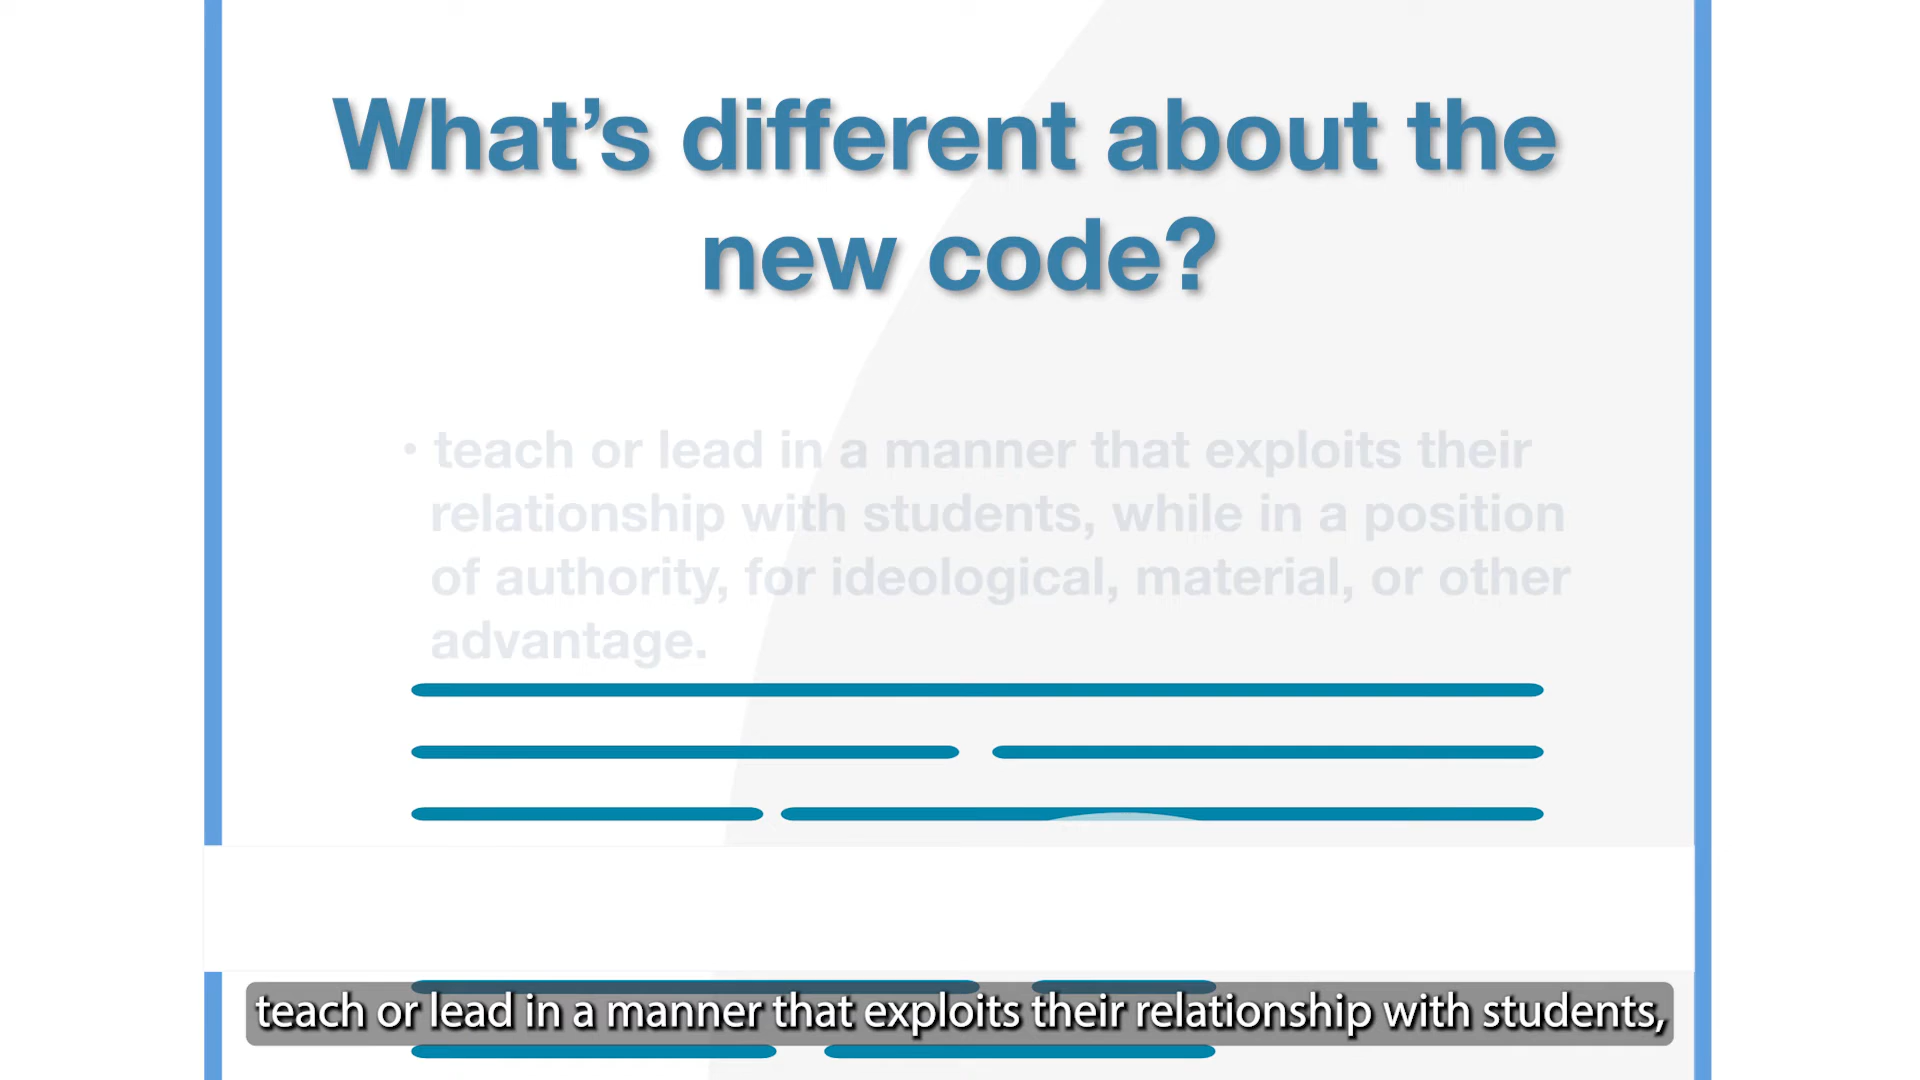 What’s different about the
new code?
• teach or lead in a manner that exploits their
relationship with students, while in a position
of authority, for ideological, material, or other
advantage.
teach or lead in a manner that exploits their relationship with students,